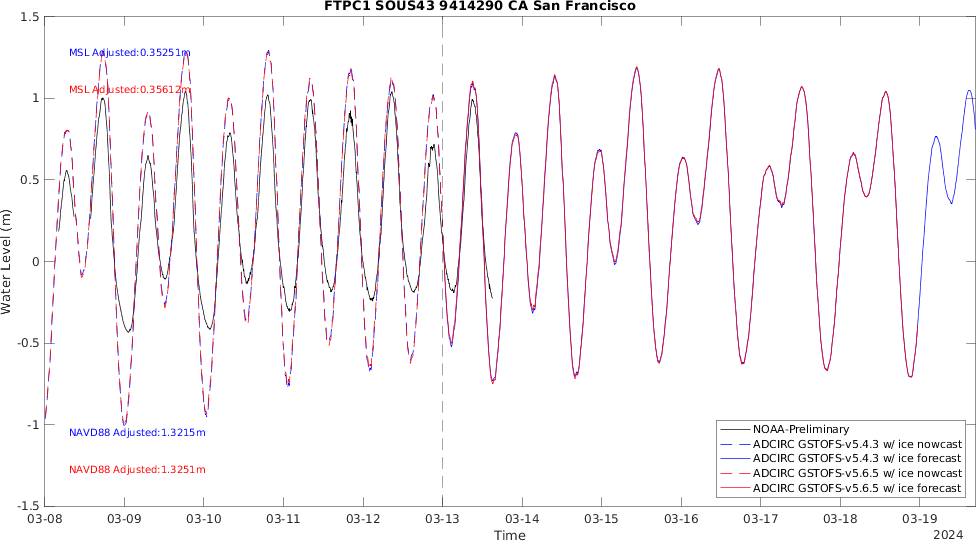 FTPC1 SOUS43 9414290 CA San Francisco
1.5
MSL Adjusted:0.35251m
MSL Adjusted:0.35612m
1
0.5
0
-0.5
-1
-1.5
Water Level (m)
NAVD88 Adjusted:1.3215m
NAVD88 Adjusted:1.3251m
NOAA-Preliminary
ADCIRC GSTOFS-v5.4.3 w/ ice nowcast
ADCIRC GSTOFS-v5.4.3 w/ ice forecast
ADCIRC GSTOFS-v5.6.5 w/ ice nowcast
ADCIRC GSTOFS-v5.6.5 w/ ice forecast
03-08 03-09 03-10 03-11 03-12 03-13 03-14 03-15 03-16 03-17 03-18 03-19
Time
2024